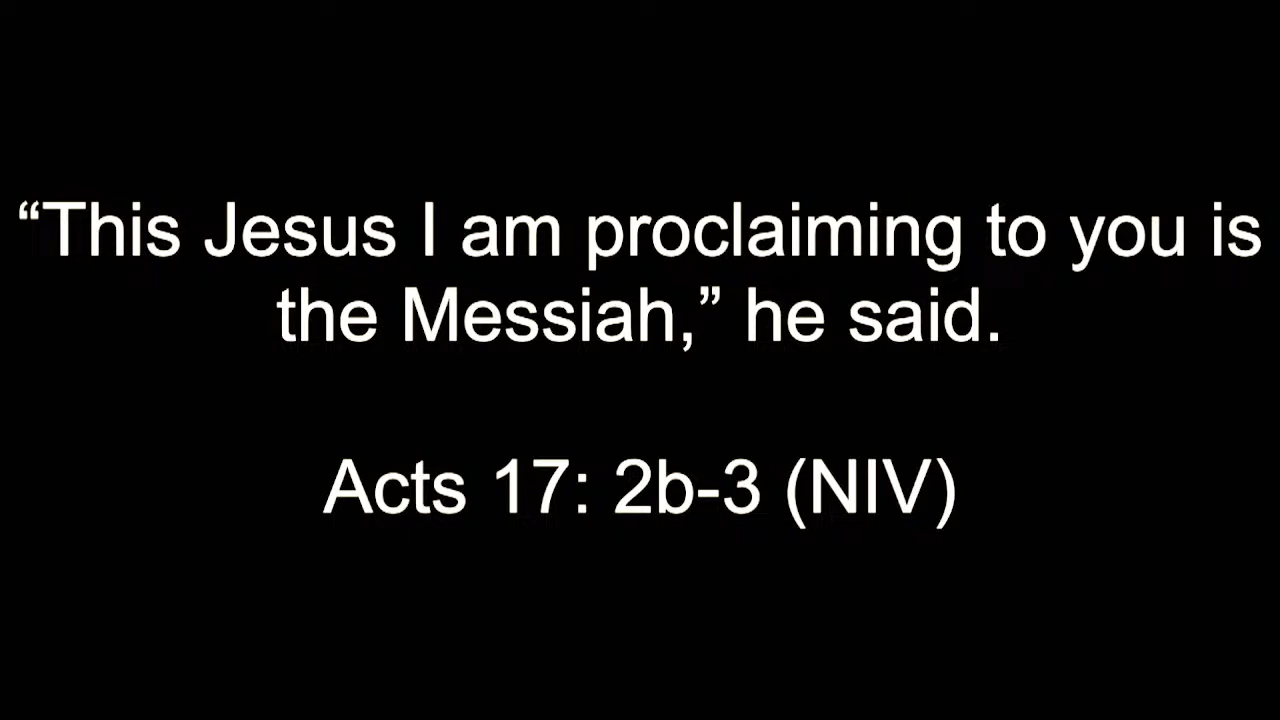 “This Jesus I am proclaiming to you is
the Messiah,” he said.
Acts 17: 2b-3 (NIV)